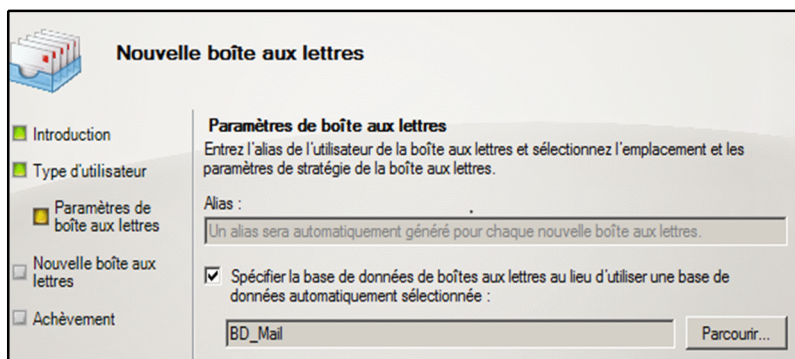 Nouvelle boîte aux lettres
Introduction
Type d'utilisateur
Paramètres de
boîte aux lettres
Nouvelle boîte aux
lettres
Achèvement
Paramètres de boîte aux lettres
Entrez l'alias de l'utilisateur de la boîte aux lettres et sélectionnez l'emplacement et les
paramètres de stratégie de la boîte aux lettres.
Alias :
Un alias sera automatiquement généré pour chaque nouvelle boîte aux lettres.
Spécifier la base de données de boîtes aux lettres au lieu d'utiliser une base de
données automatiquement sélectionnée :
BD_Mail
Parcourir...